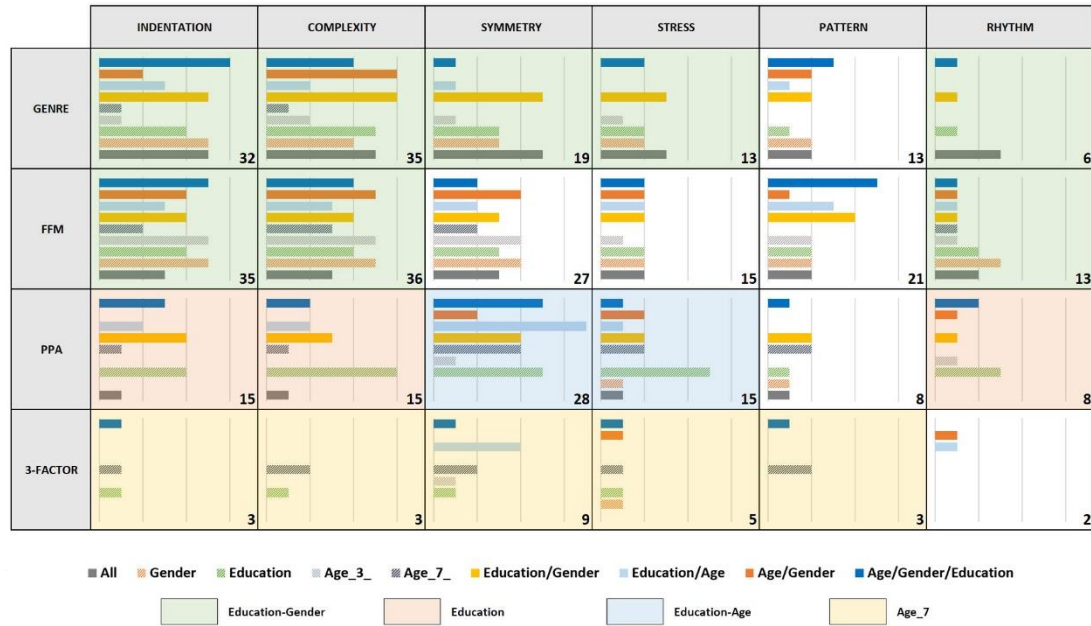 INDENTATION COMPLEXITY SYMMETRY STRESS PATTERN RHYTHM
GENRE 32 35 19 13 13 6
FFM 35 36 27 15 21 13
PPA 15 15 28 15 8 8
3-FACTOR 3 3 9 5 3 2
All Gender Education Age_3_ Age_7_ Education/Gender Education/Age Age/Gender Age/Gender/Education
Education-Gender Education Education-Age Age_7